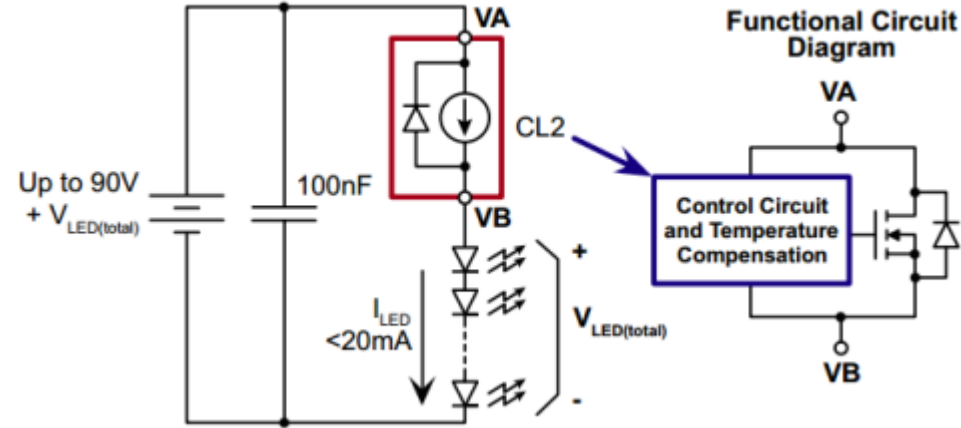 VA
Functional Circuit
Diagram
VA
CL2
Up to 90V
+ VLED(total)
100nF
VB
Control Circuit
and Temperature
Compensation
+
ILED
<20mA
VLED(total)
-
VB